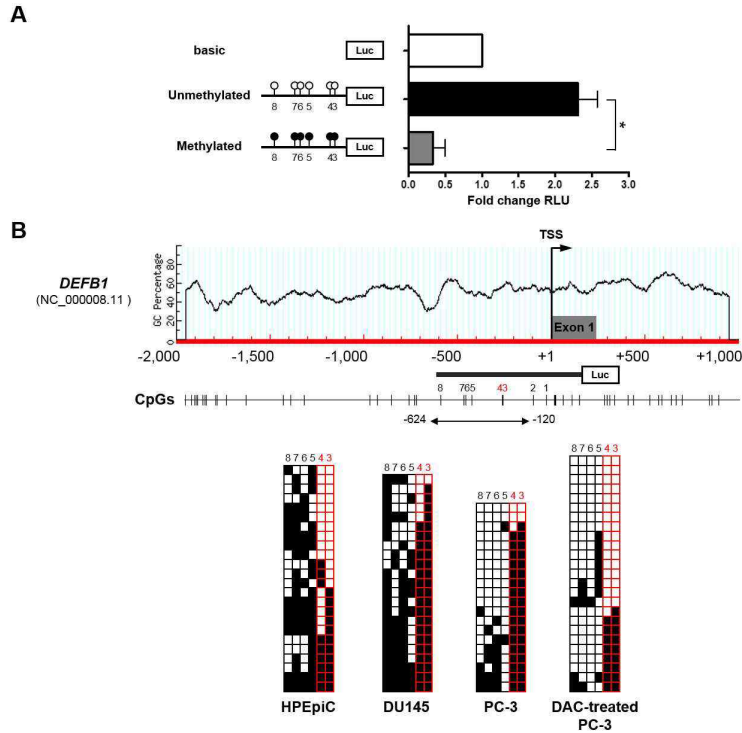 A
basic
Luc
Unmethylated
Luc
8 76 5 43
Methylated
Luc
8 76 5 43
*
0.0 0.5 1.0 1.5 2.0 2.5 3.0
Fold change RLU
B
TSS
DEFB1
(NC_000008.11 )
GC Percentage
80
60
40
20
0
Exon 1
-2,000 -1,500 -1,000 -500 +1 +500 +1,000
Luc
8 765 43 2 1
CpGs
-624 -120
8 7 6 5 4 3
8 7 6 5 4 3
8 7 6 5 4 3
8 7 6 5 4 3
HPEpiC
DU145
PC-3
DAC-treated
PC-3